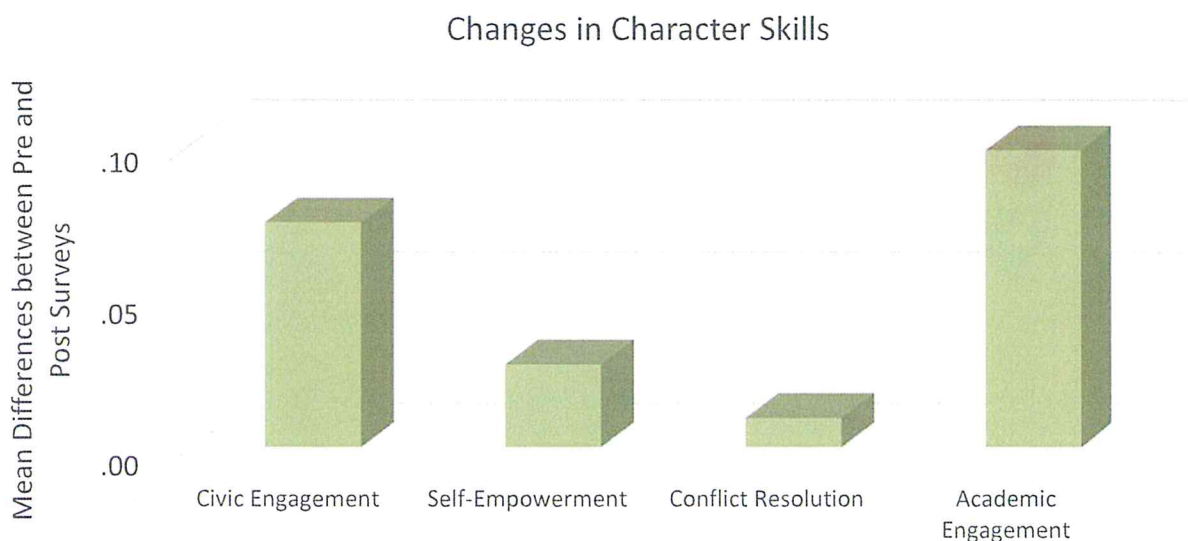 Changes in Character Skills
Mean Differences between Pre and
Post Surveys
.10
.05
.00
Civic Engagement
Self-Empowerment
Conflict Resolution
Academic
Engagement